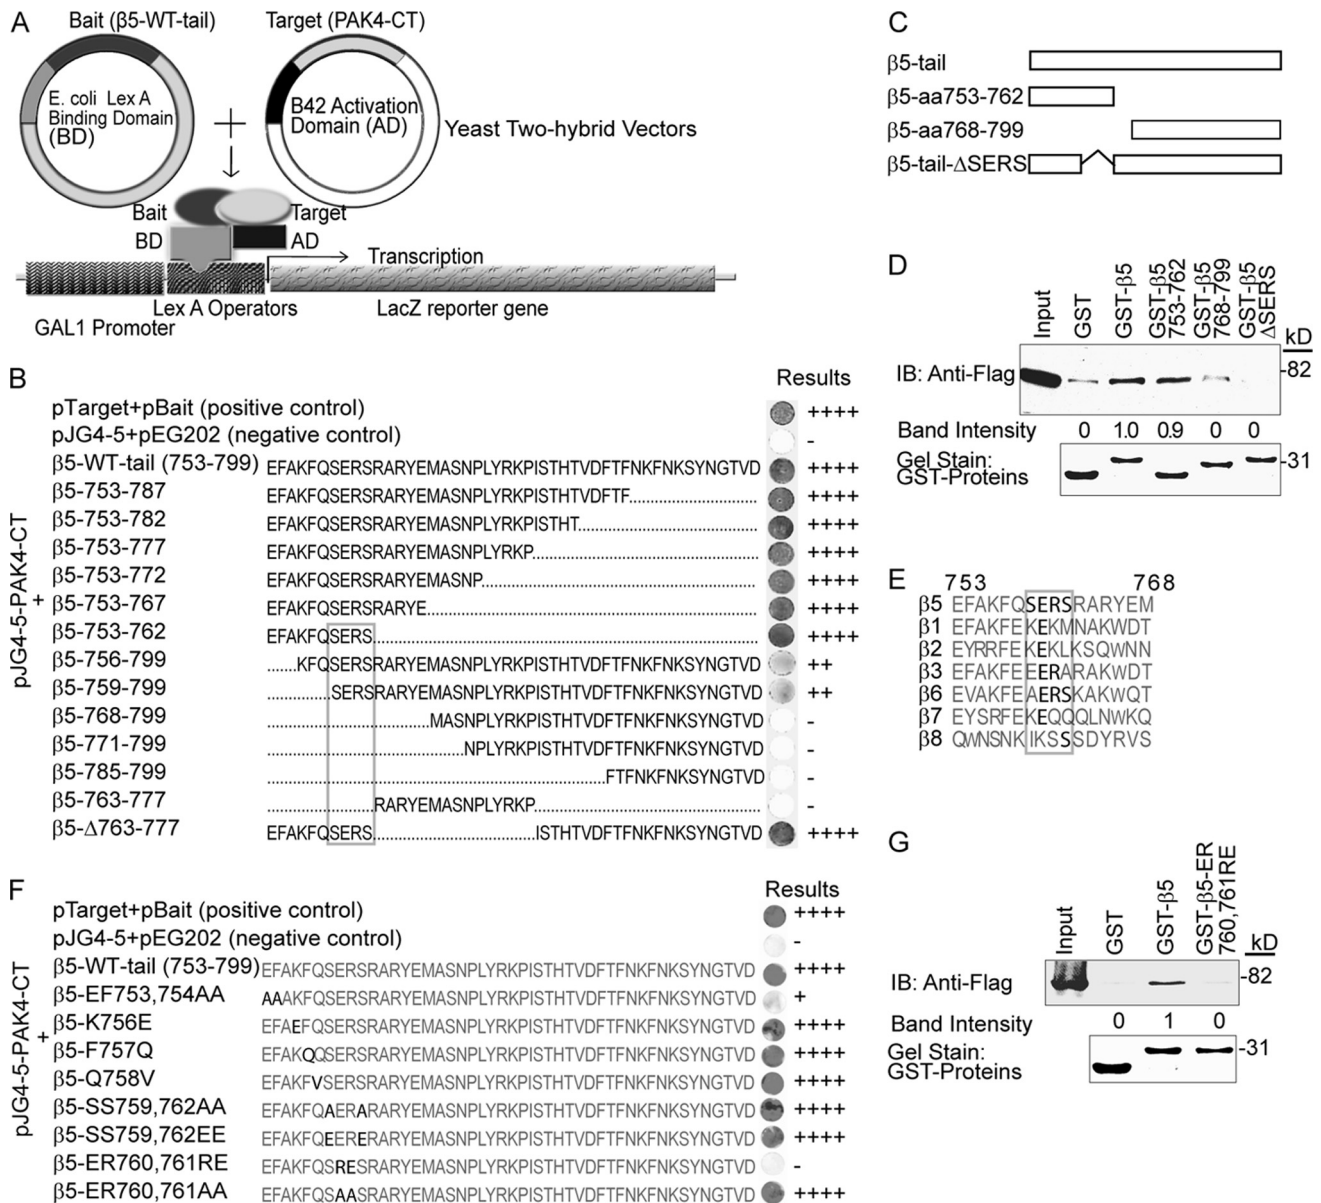 A
Bait (β5-WT-tail)
Target (PAK4-CT)
E. coli Lex A
Binding Domain
(BD)
B42 Activation
Domain (AD)
Yeast Two-hybrid Vectors
Bait
Target
BD
AD
Transcription
Lex A Operators
LacZ reporter gene
GAL1 Promoter
B
Results
pJG4-5-PAK4-CT
+
pTarget+pBait (positive control) ++++
pJG4-5+pEG202 (negative control) -
β5-WT-tail (753-799) EFAKFQSERSRARYEMASNPLYRKPISTHTVDFTFNKFNKSYNGTVD ++++
β5-753-787 EFAKFQSERSRARYEMASNPLYRKPISTHTVDFTF ++++
β5-753-782 EFAKFQSERSRARYEMASNPLYRKPISTHT ++++
β5-753-777 EFAKFQSERSRARYEMASNPLYRKP ++++
β5-753-772 EFAKFQSERSRARYEMASNP ++++
β5-753-767 EFAKFQSERSRARYE ++++
β5-753-762 EFAKFQSERS ++++
β5-756-799 KFQSERSRARYEMASNPLYRKPISTHTVDFTFNKFNKSYNGTVD ++
β5-759-799 SERSRARYEMASNPLYRKPISTHTVDFTFNKFNKSYNGTVD ++
β5-768-799 MASNPLYRKPISTHTVDFTFNKFNKSYNGTVD -
β5-771-799 NPLYRKPISTHTVDFTFNKFNKSYNGTVD -
β5-785-799 FTFNKFNKSYNGTVD -
β5-763-777 RARYEMASNPLYRKP -
β5-Δ763-777 EFAKFQSERS ISTHTVDFTFNKFNKSYNGTVD ++++
C
β5-tail
β5-aa753-762
β5-aa768-799
β5-tail-ΔSERS
D
Input
GST
GST-β5
GST-β5 753-762
GST-β5 768-799
GST-β5 ΔSERS
kD
IB: Anti-Flag
-82
Band Intensity 0 1.0 0.9 0 0
Gel Stain:
GST-Proteins
-31
E
753 768
β5 EFAKFQSERSRARYEM
β1 EFAKFEKEKMNAKWDT
β2 EYRRFEKEKLKSQWNN
β3 EFAKFEEERARAKWDT
β6 EVAKFEAERSKAKWQT
β7 EYSRFEKEQQQLNWKQ
β8 QWNSNKIKSSSDYRVS
F
Results
pJG4-5-PAK4-CT
+
pTarget+pBait (positive control) ++++
pJG4-5+pEG202 (negative control) -
β5-WT-tail (753-799) EFAKFQSERSRARYEMASNPLYRKPISTHTVDFTFNKFNKSYNGTVD ++++
β5-EF753,754AA AAAKFQSERSRARYEMASNPLYRKPISTHTVDFTFNKFNKSYNGTVD +
β5-K756E EFAEFQSERSRARYEMASNPLYRKPISTHTVDFTFNKFNKSYNGTVD ++++
β5-F757Q EFAKQQSERSRARYEMASNPLYRKPISTHTVDFTFNKFNKSYNGTVD ++++
β5-Q758V EFAKFVSERSRARYEMASNPLYRKPISTHTVDFTFNKFNKSYNGTVD ++++
β5-SS759,762AA EFAKFQAERARARYEMASNPLYRKPISTHTVDFTFNKFNKSYNGTVD ++++
β5-SS759,762EE EFAKFQEERERARYEMASNPLYRKPISTHTVDFTFNKFNKSYNGTVD ++++
β5-ER760,761RE EFAKFQSRESRARYEMASNPLYRKPISTHTVDFTFNKFNKSYNGTVD -
β5-ER760,761AA EFAKFQSAASRARYEMASNPLYRKPISTHTVDFTFNKFNKSYNGTVD ++++
G
Input
GST
GST-β5
GST-β5-ER 760,761RE
kD
IB: Anti-Flag
-82
Band Intensity 0 1 0
Gel Stain:
GST-Proteins
-31